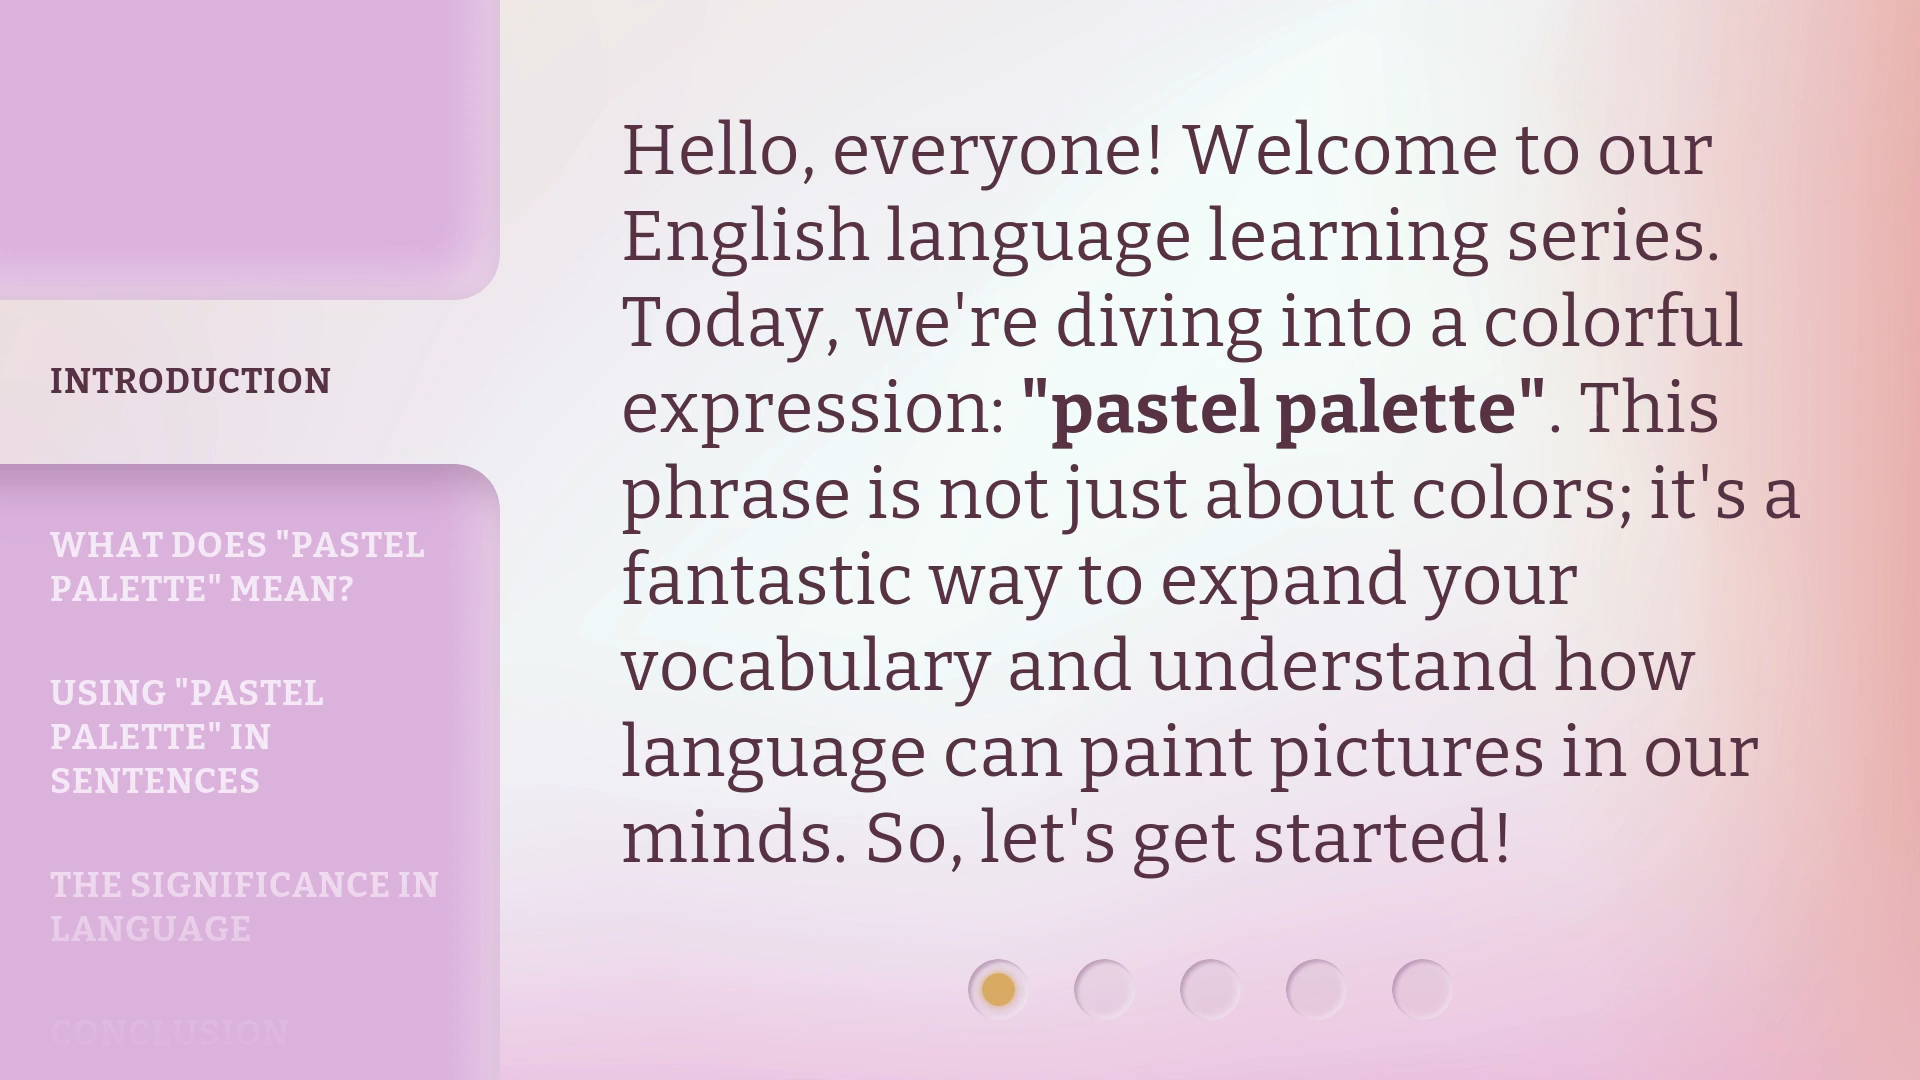 INTRODUCTION
WHAT DOES "PASTEL
PALETTE" MEAN?
USING "PASTEL
PALETTE" IN
SENTENCES
THE SIGNIFICANCE IN
LANGUAGE
CONCLUSION
Hello, everyone! Welcome to our
English language learning series.
Today, we're diving into a colorful
expression: "pastel palette". This
phrase is not just about colors; it's a
fantastic way to expand your
vocabulary and understand how
language can paint pictures in our
minds. So, let's get started!